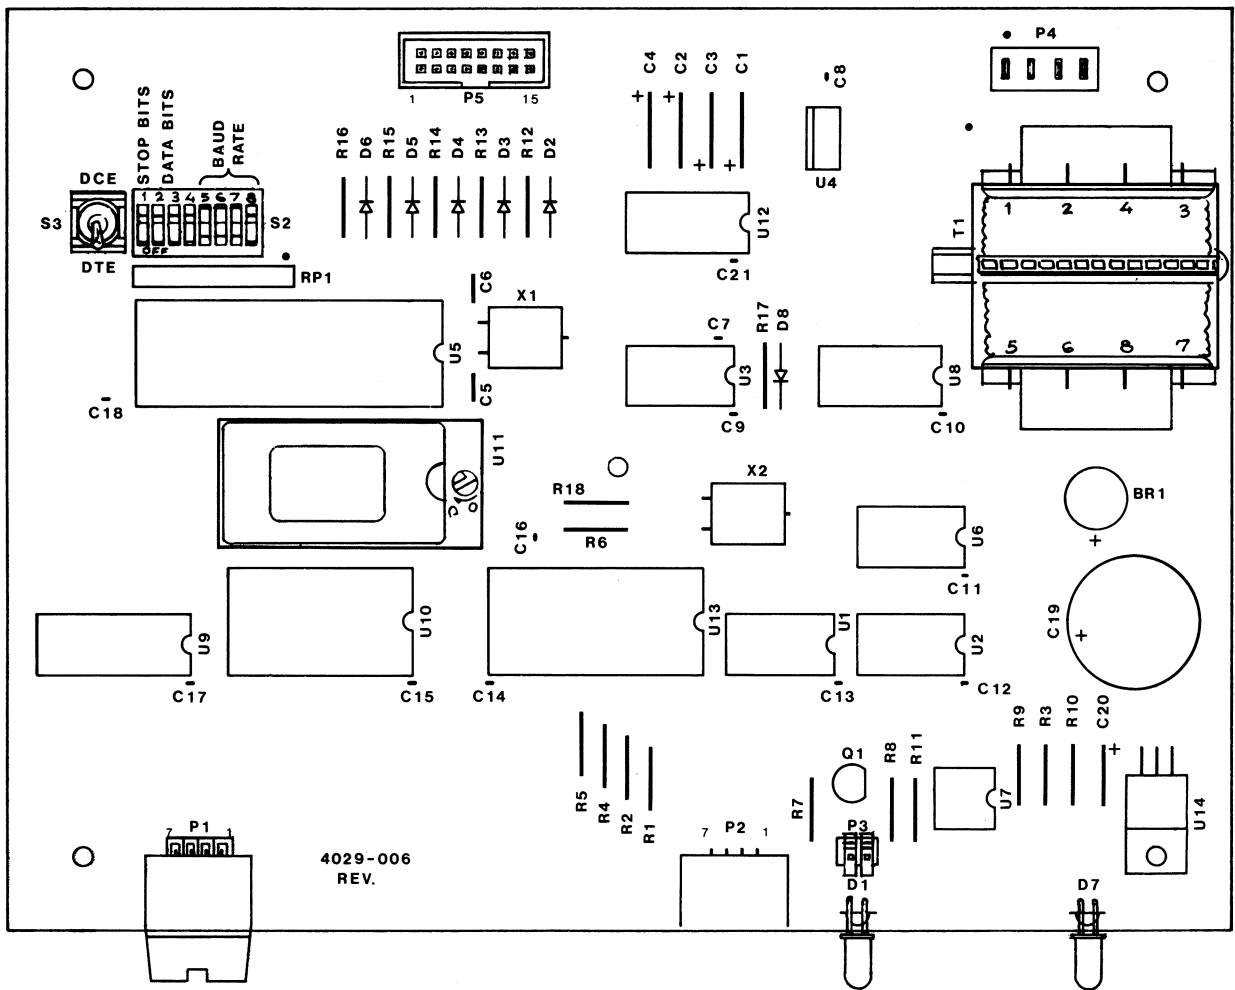 P4
C4
C2
C3
C1
C8
1
P5
15
STOP BITS
DATA BITS
BAUD
RATE
R16
D6
R15
D5
R14
D4
R13
D3
R12
D2
+
+
+
+
U4
DCE
S3
DTE
1
2
3
4
5
6
7
8
OFF
S2
RP1
U12
C21
T1
1
2
4
3
5
6
8
7
C6
X1
U5
C5
C18
C7
R17
D8
U3
C9
U8
C10
U11
O
C
R18
R6
C16
X2
BR1
+
U6
C11
C19
+
U9
C17
U10
C15
U13
C14
U1
C13
U2
C12
R9
R3
R10
C20
+
R5
R4
R2
R1
Q1
R7
R8
R11
U7
U14
P1
7
1
P2
7
1
P3
D1
D7
4029-006
REV.